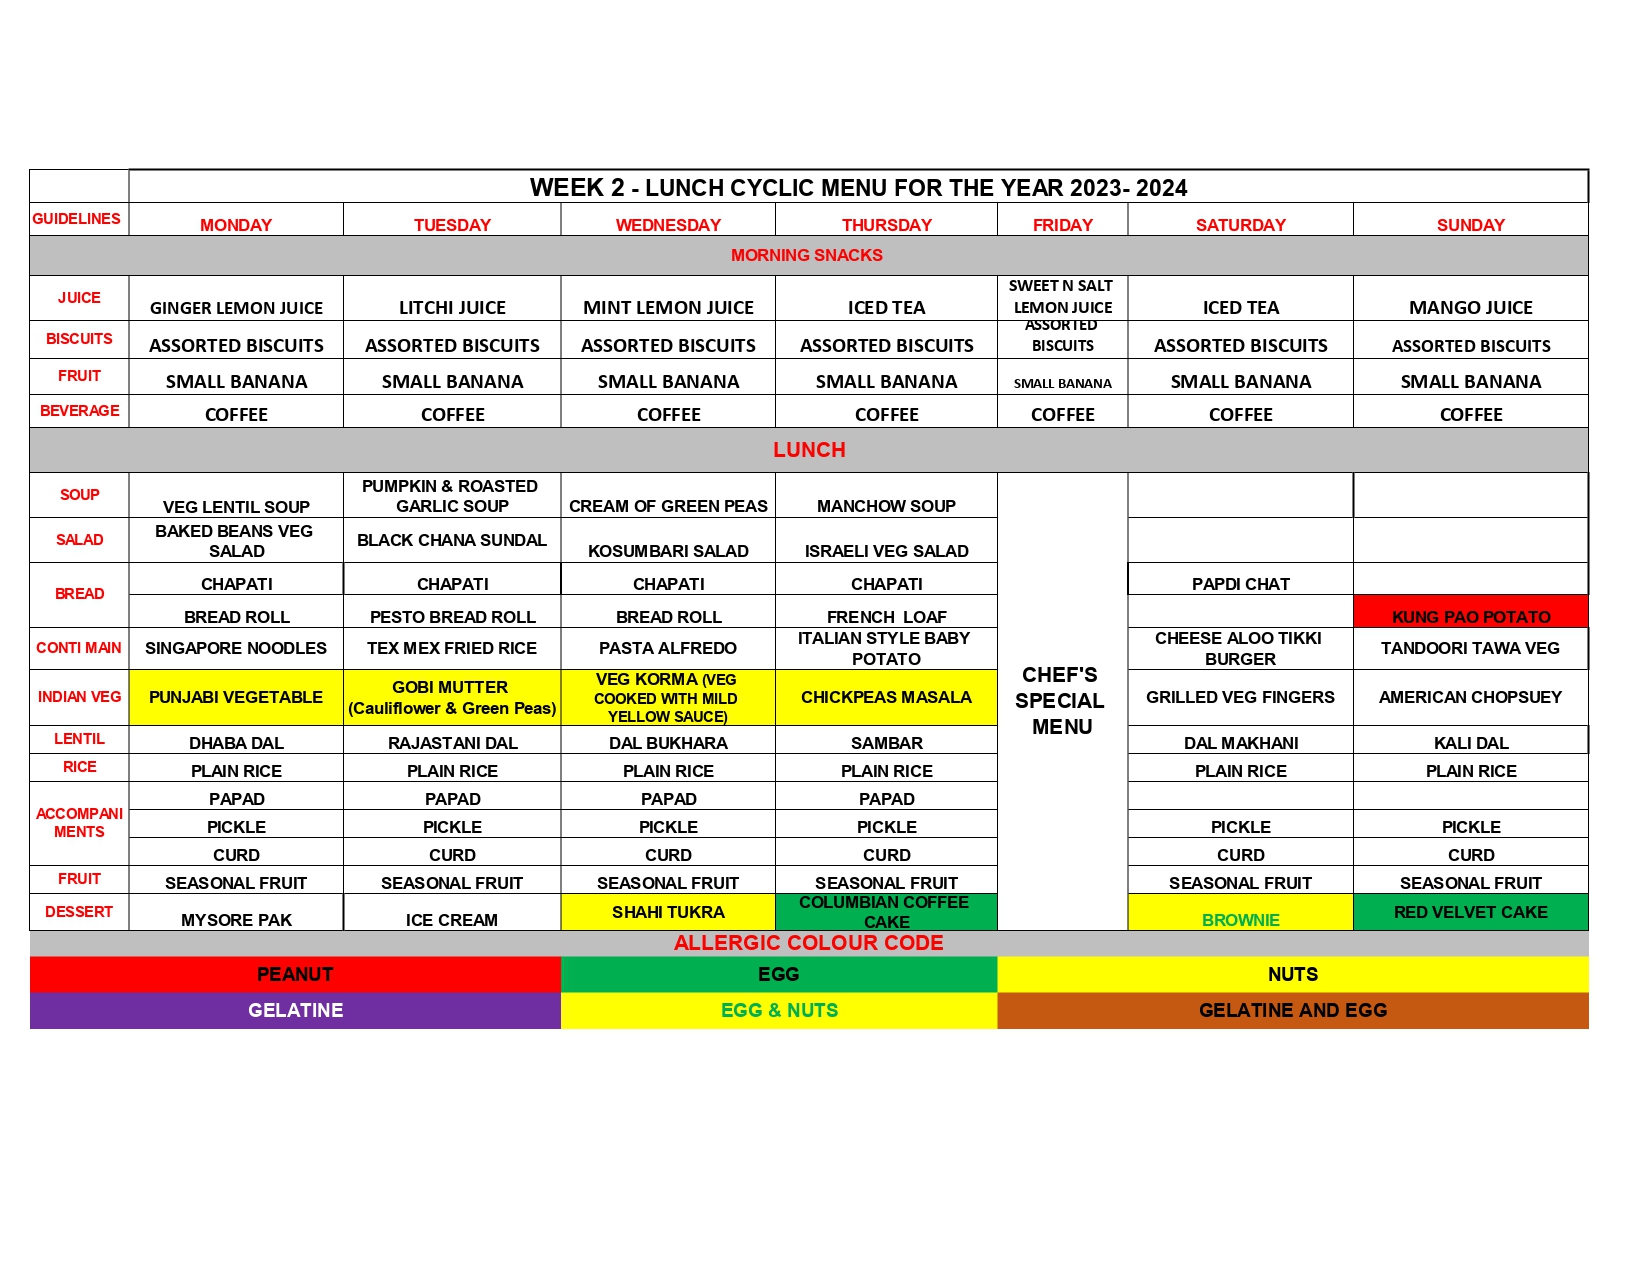 WEEK 2 - LUNCH CYCLIC MENU FOR THE YEAR 2023- 2024
GUIDELINES MONDAY TUESDAY WEDNESDAY THURSDAY FRIDAY SATURDAY SUNDAY
MORNING SNACKS
JUICE GINGER LEMON JUICE LITCHI JUICE MINT LEMON JUICE ICED TEA SWEET N SALT LEMON JUICE ICED TEA MANGO JUICE
BISCUITS ASSORTED BISCUITS ASSORTED BISCUITS ASSORTED BISCUITS ASSORTED BISCUITS ASSORTED BISCUITS ASSORTED BISCUITS ASSORTED BISCUITS
FRUIT SMALL BANANA SMALL BANANA SMALL BANANA SMALL BANANA SMALL BANANA SMALL BANANA SMALL BANANA
BEVERAGE COFFEE COFFEE COFFEE COFFEE COFFEE COFFEE COFFEE
LUNCH
SOUP VEG LENTIL SOUP PUMPKIN & ROASTED GARLIC SOUP CREAM OF GREEN PEAS MANCHOW SOUP
SALAD BAKED BEANS VEG SALAD BLACK CHANA SUNDAL KOSUMBARI SALAD ISRAELI VEG SALAD
BREAD CHAPATI CHAPATI CHAPATI CHAPATI PAPDI CHAT
BREAD ROLL PESTO BREAD ROLL BREAD ROLL FRENCH LOAF KUNG PAO POTATO
CONTI MAIN SINGAPORE NOODLES TEX MEX FRIED RICE PASTA ALFREDO ITALIAN STYLE BABY POTATO CHEESE ALOO TIKKI BURGER TANDOORI TAWA VEG
CHEF'S SPECIAL MENU
INDIAN VEG PUNJABI VEGETABLE GOBI MUTTER (Cauliflower & Green Peas) VEG KORMA (VEG COOKED WITH MILD YELLOW SAUCE) CHICKPEAS MASALA GRILLED VEG FINGERS AMERICAN CHOPSUEY
LENTIL DHABA DAL RAJASTANI DAL DAL BUKHARA SAMBAR DAL MAKHANI KALI DAL
RICE PLAIN RICE PLAIN RICE PLAIN RICE PLAIN RICE PLAIN RICE PLAIN RICE
ACCOMPANI MENTS PAPAD PAPAD PAPAD PAPAD
PICKLE PICKLE PICKLE PICKLE PICKLE PICKLE
CURD CURD CURD CURD CURD CURD
FRUIT SEASONAL FRUIT SEASONAL FRUIT SEASONAL FRUIT SEASONAL FRUIT SEASONAL FRUIT SEASONAL FRUIT
DESSERT MYSORE PAK ICE CREAM SHAHI TUKRA COLUMBIAN COFFEE CAKE BROWNIE RED VELVET CAKE
ALLERGIC COLOUR CODE
PEANUT EGG NUTS
GELATINE EGG & NUTS GELATINE AND EGG